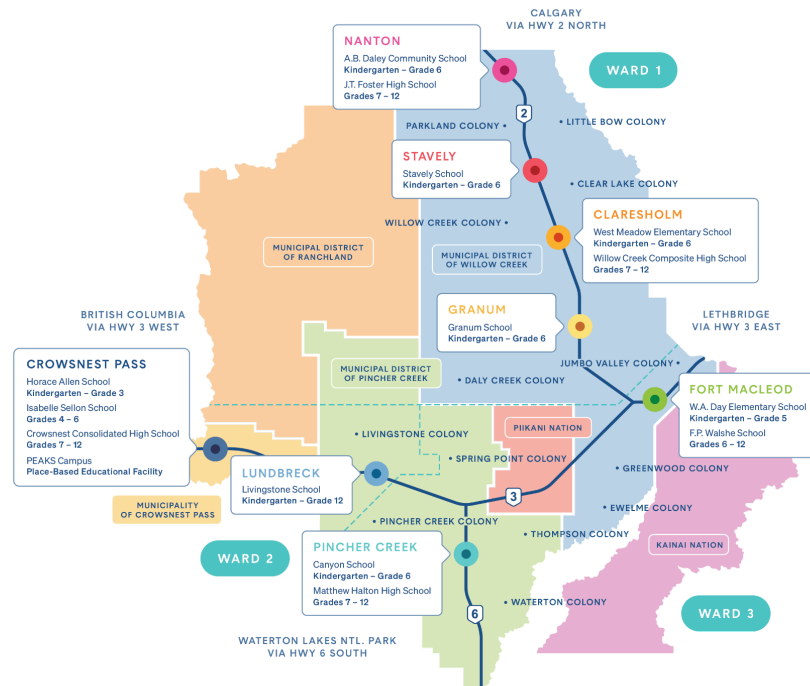 CALGARY
VIA HWY 2 NORTH
NANTON
A.B. Daley Community School
Kindergarten – Grade 6
J.T. Foster High School
Grades 7 – 12
WARD 1
2
PARKLAND COLONY
LITTLE BOW COLONY
STAVELY
Stavely School
Kindergarten – Grade 6
CLEAR LAKE COLONY
CLARESHOLM
West Meadow Elementary School
Kindergarten – Grade 6
Willow Creek Composite High School
Grades 7 – 12
WILLOW CREEK COLONY
MUNICIPAL DISTRICT
OF RANCHLAND
MUNICIPAL DISTRICT
OF WILLOW CREEK
GRANUM
Granum School
Kindergarten – Grade 6
BRITISH COLUMBIA
VIA HWY 3 WEST
LETHBRIDGE
VIA HWY 3 EAST
CROWSNEST PASS
Horace Allen School
Kindergarten – Grade 3
Isabelle Sellon School
Grades 4 – 6
Crowsnest Consolidated High School
Grades 7 – 12
PEAKS Campus
Place-Based Educational Facility
MUNICIPAL DISTRICT
OF PINCHER CREEK
JUMBO VALLEY COLONY
DALY CREEK COLONY
FORT MACLEOD
W.A. Day Elementary School
Kindergarten – Grade 5
F.P. Walshe School
Grades 6 – 12
PIIKANI NATION
LIVINGSTONE COLONY
SPRING POINT COLONY
LUNDBRECK
Livingstone School
Kindergarten – Grade 12
GREENWOOD COLONY
3
MUNICIPALITY
OF CROWSNEST PASS
EWELME COLONY
PINCHER CREEK COLONY
THOMPSON COLONY
KAINAI NATION
WARD 2
PINCHER CREEK
Canyon School
Kindergarten – Grade 6
Matthew Halton High School
Grades 7 – 12
WATERTON COLONY
WARD 3
6
WATERTON LAKES NTL. PARK
VIA HWY 6 SOUTH